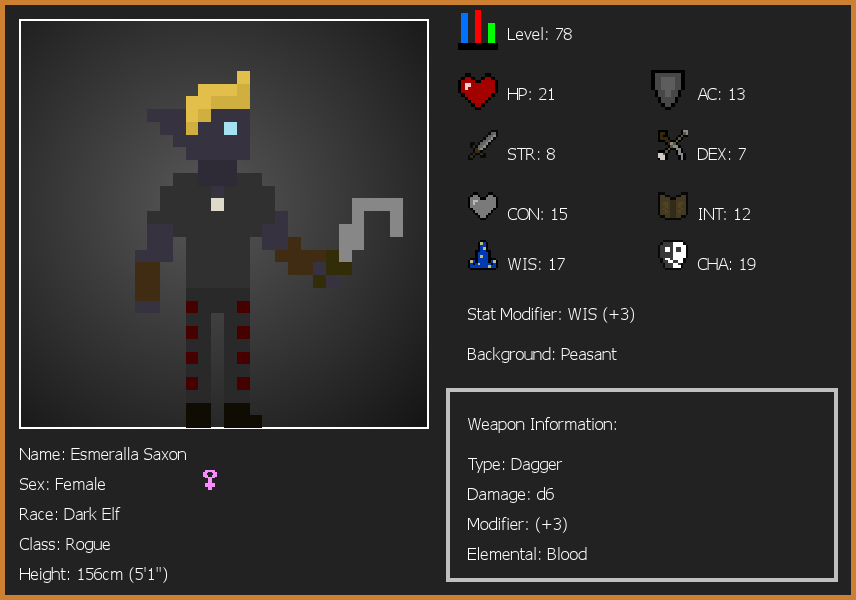 Level: 78
HP: 21
AC: 13
STR: 8
DEX: 7
CON: 15
INT: 12
WIS: 17
CHA: 19
Stat Modifier: WIS (+3)
Background: Peasant
Weapon Information:
Type: Dagger
Damage: d6
Modifier: (+3)
Elemental: Blood
Name: Esmeralla Saxon
Sex: Female
Race: Dark Elf
Class: Rogue
Height: 156cm (5'1")